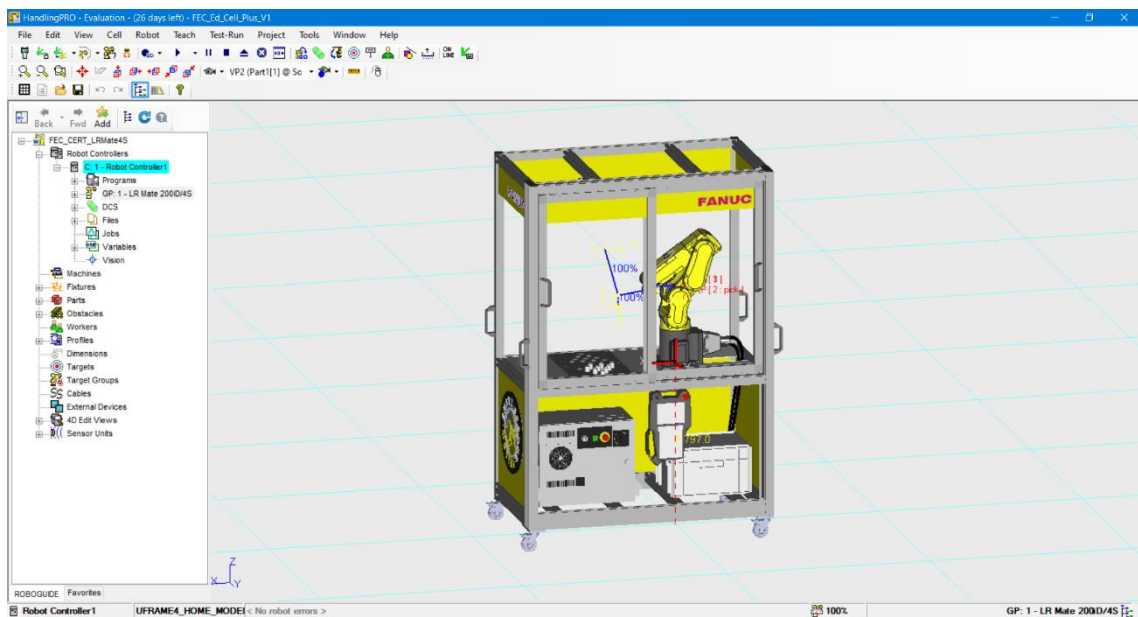 HandlingPRO - Evaluation - (26 days left) - FEC_Ed_Cell_Plus_V1
File Edit View Cell Robot Teach Test-Run Project Tools Window Help
ON LINE
VP2 (Part1[1] @ So
Back Fwd Add
FEC_CERT_LRMate4S
Robot Controllers
C: 1 - Robot Controller1
Programs
GP: 1 - LR Mate 200iD/4S
DCS
Files
Jobs
Variables
Vision
Machines
Fixtures
Parts
Obstacles
Workers
Profiles
Dimensions
Targets
Target Groups
Cables
External Devices
4D Edit Views
Sensor Units
FANUC
100%
[3]
100%
P[2:pick]
797.0
Z
X
Y
ROBOGUIDE Favorites
Robot Controller1 UFRAME4_HOME_MODEL < No robot errors > 100% GP: 1 - LR Mate 200iD/4S